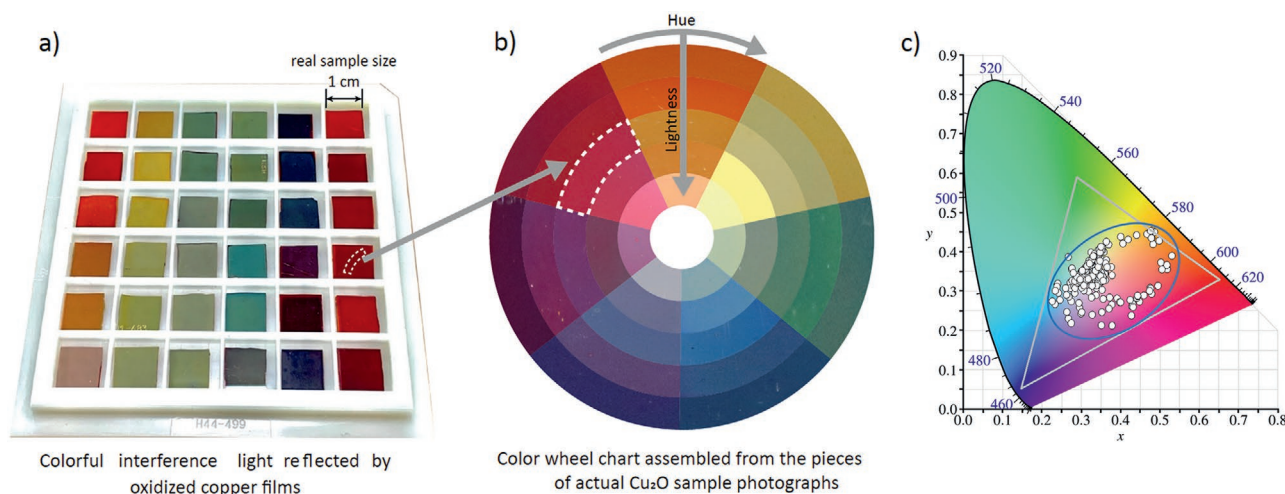 a)
real sample size
1 cm
H44-499
Colorful interference light reflected by
oxidized copper films
b)
Hue
Lightness
Color wheel chart assembled from the pieces
of actual Cu₂O sample photographs
c)
0.9
0.8
0.7
0.6
0.5
y
0.4
0.3
0.2
0.1
0.0
0.0
0.1
0.2
0.3
0.4
0.5
0.6
0.7
0.8
x
520
540
560
580
600
620
500
480
460